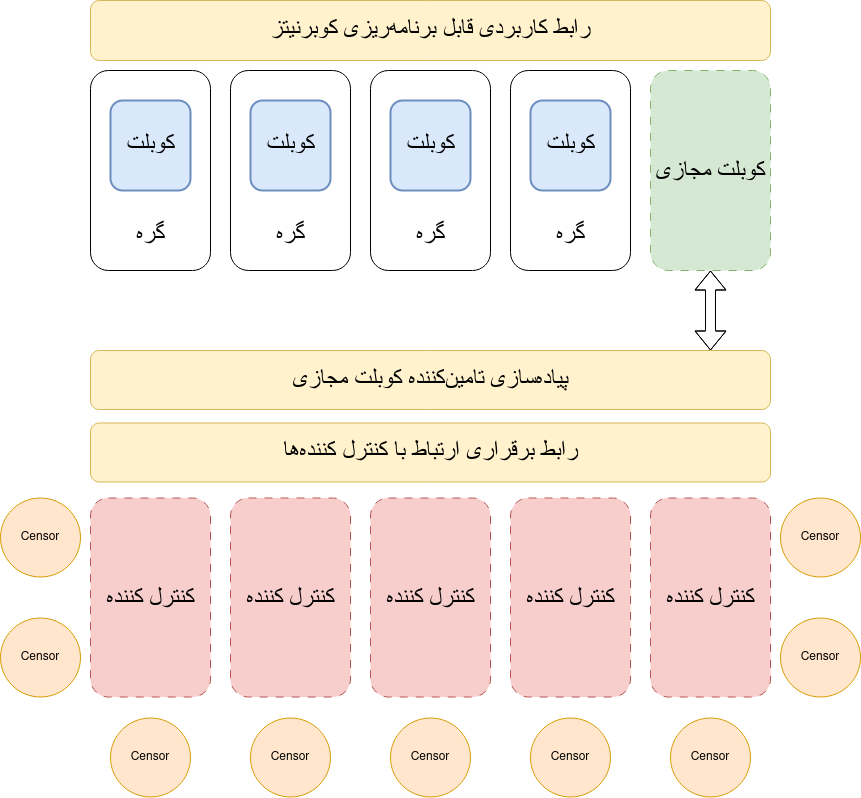 رابط کاربردی قابل برنامه‌ریزی کوبرنیتز
کوبلت
کوبلت
کوبلت
کوبلت
کوبلت مجازی
گره
گره
گره
گره
پیاده‌سازی تامین‌کننده کوبلت مجازی
رابط برقراری ارتباط با کنترل کننده‌ها
Censor
Censor
کنترل کننده
کنترل کننده
کنترل کننده
کنترل کننده
کنترل کننده
Censor
Censor
Censor
Censor
Censor
Censor
Censor